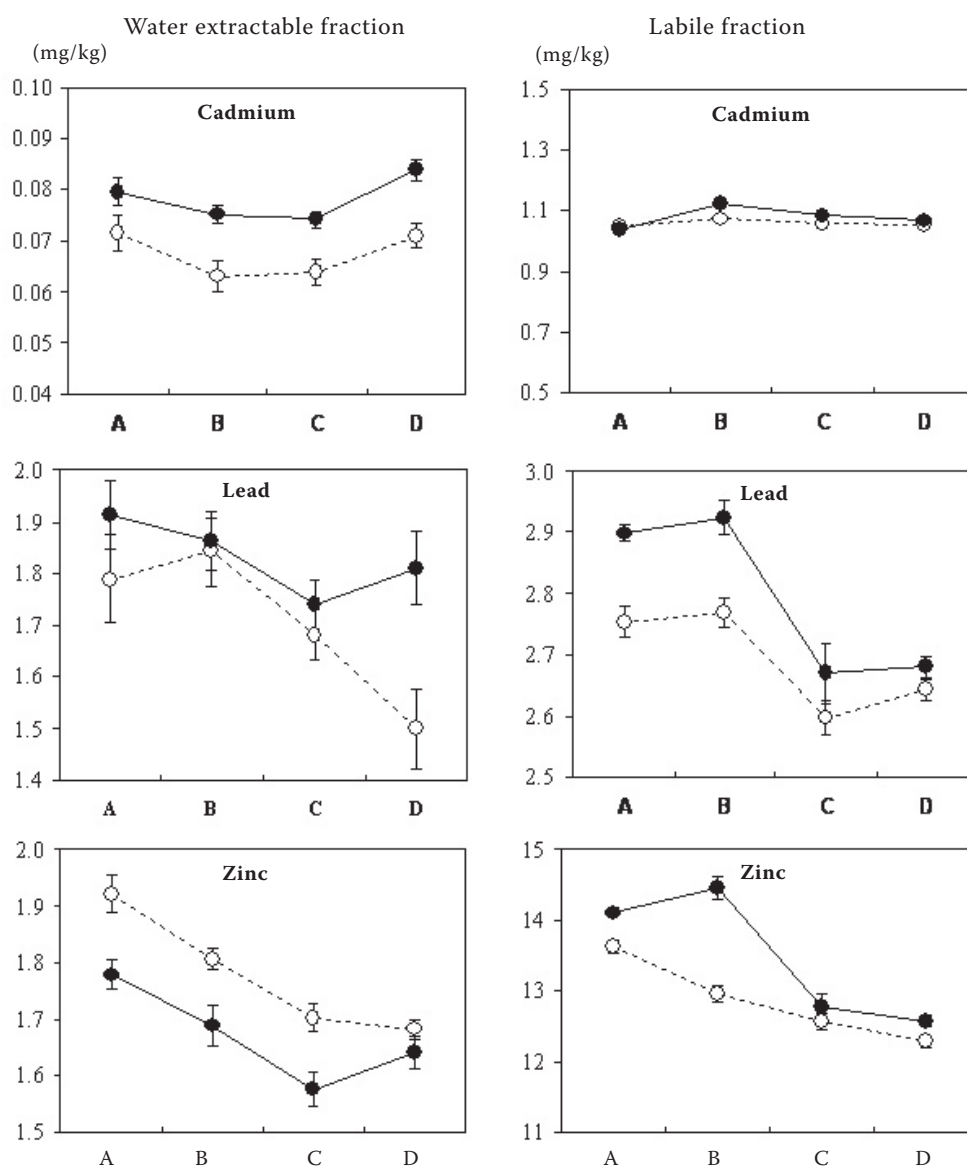 Water extractable fraction
(mg/kg)
0.10
0.09
0.08
0.07
0.06
0.05
0.04
Cadmium
A B C D
Labile fraction
(mg/kg)
1.5
1.3
1.1
0.9
0.7
0.5
Cadmium
A B C D
2.0
1.9
1.8
1.7
1.6
1.5
1.4
Lead
A B C D
3.0
2.9
2.8
2.7
2.6
2.5
Lead
A B C D
2.0
1.9
1.8
1.7
1.6
1.5
Zinc
A B C D
15
14
13
12
11
Zinc
A B C D